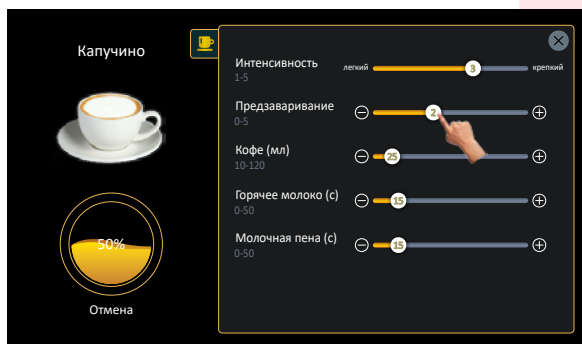 Капучино
50%
Отмена
Интенсивность
1-5
легкий 3 крепкий
Предзаваривание
0-5
2
Кофе (мл)
10-120
25
Горячее молоко (с)
0-50
15
Молочная пена (с)
0-50
15